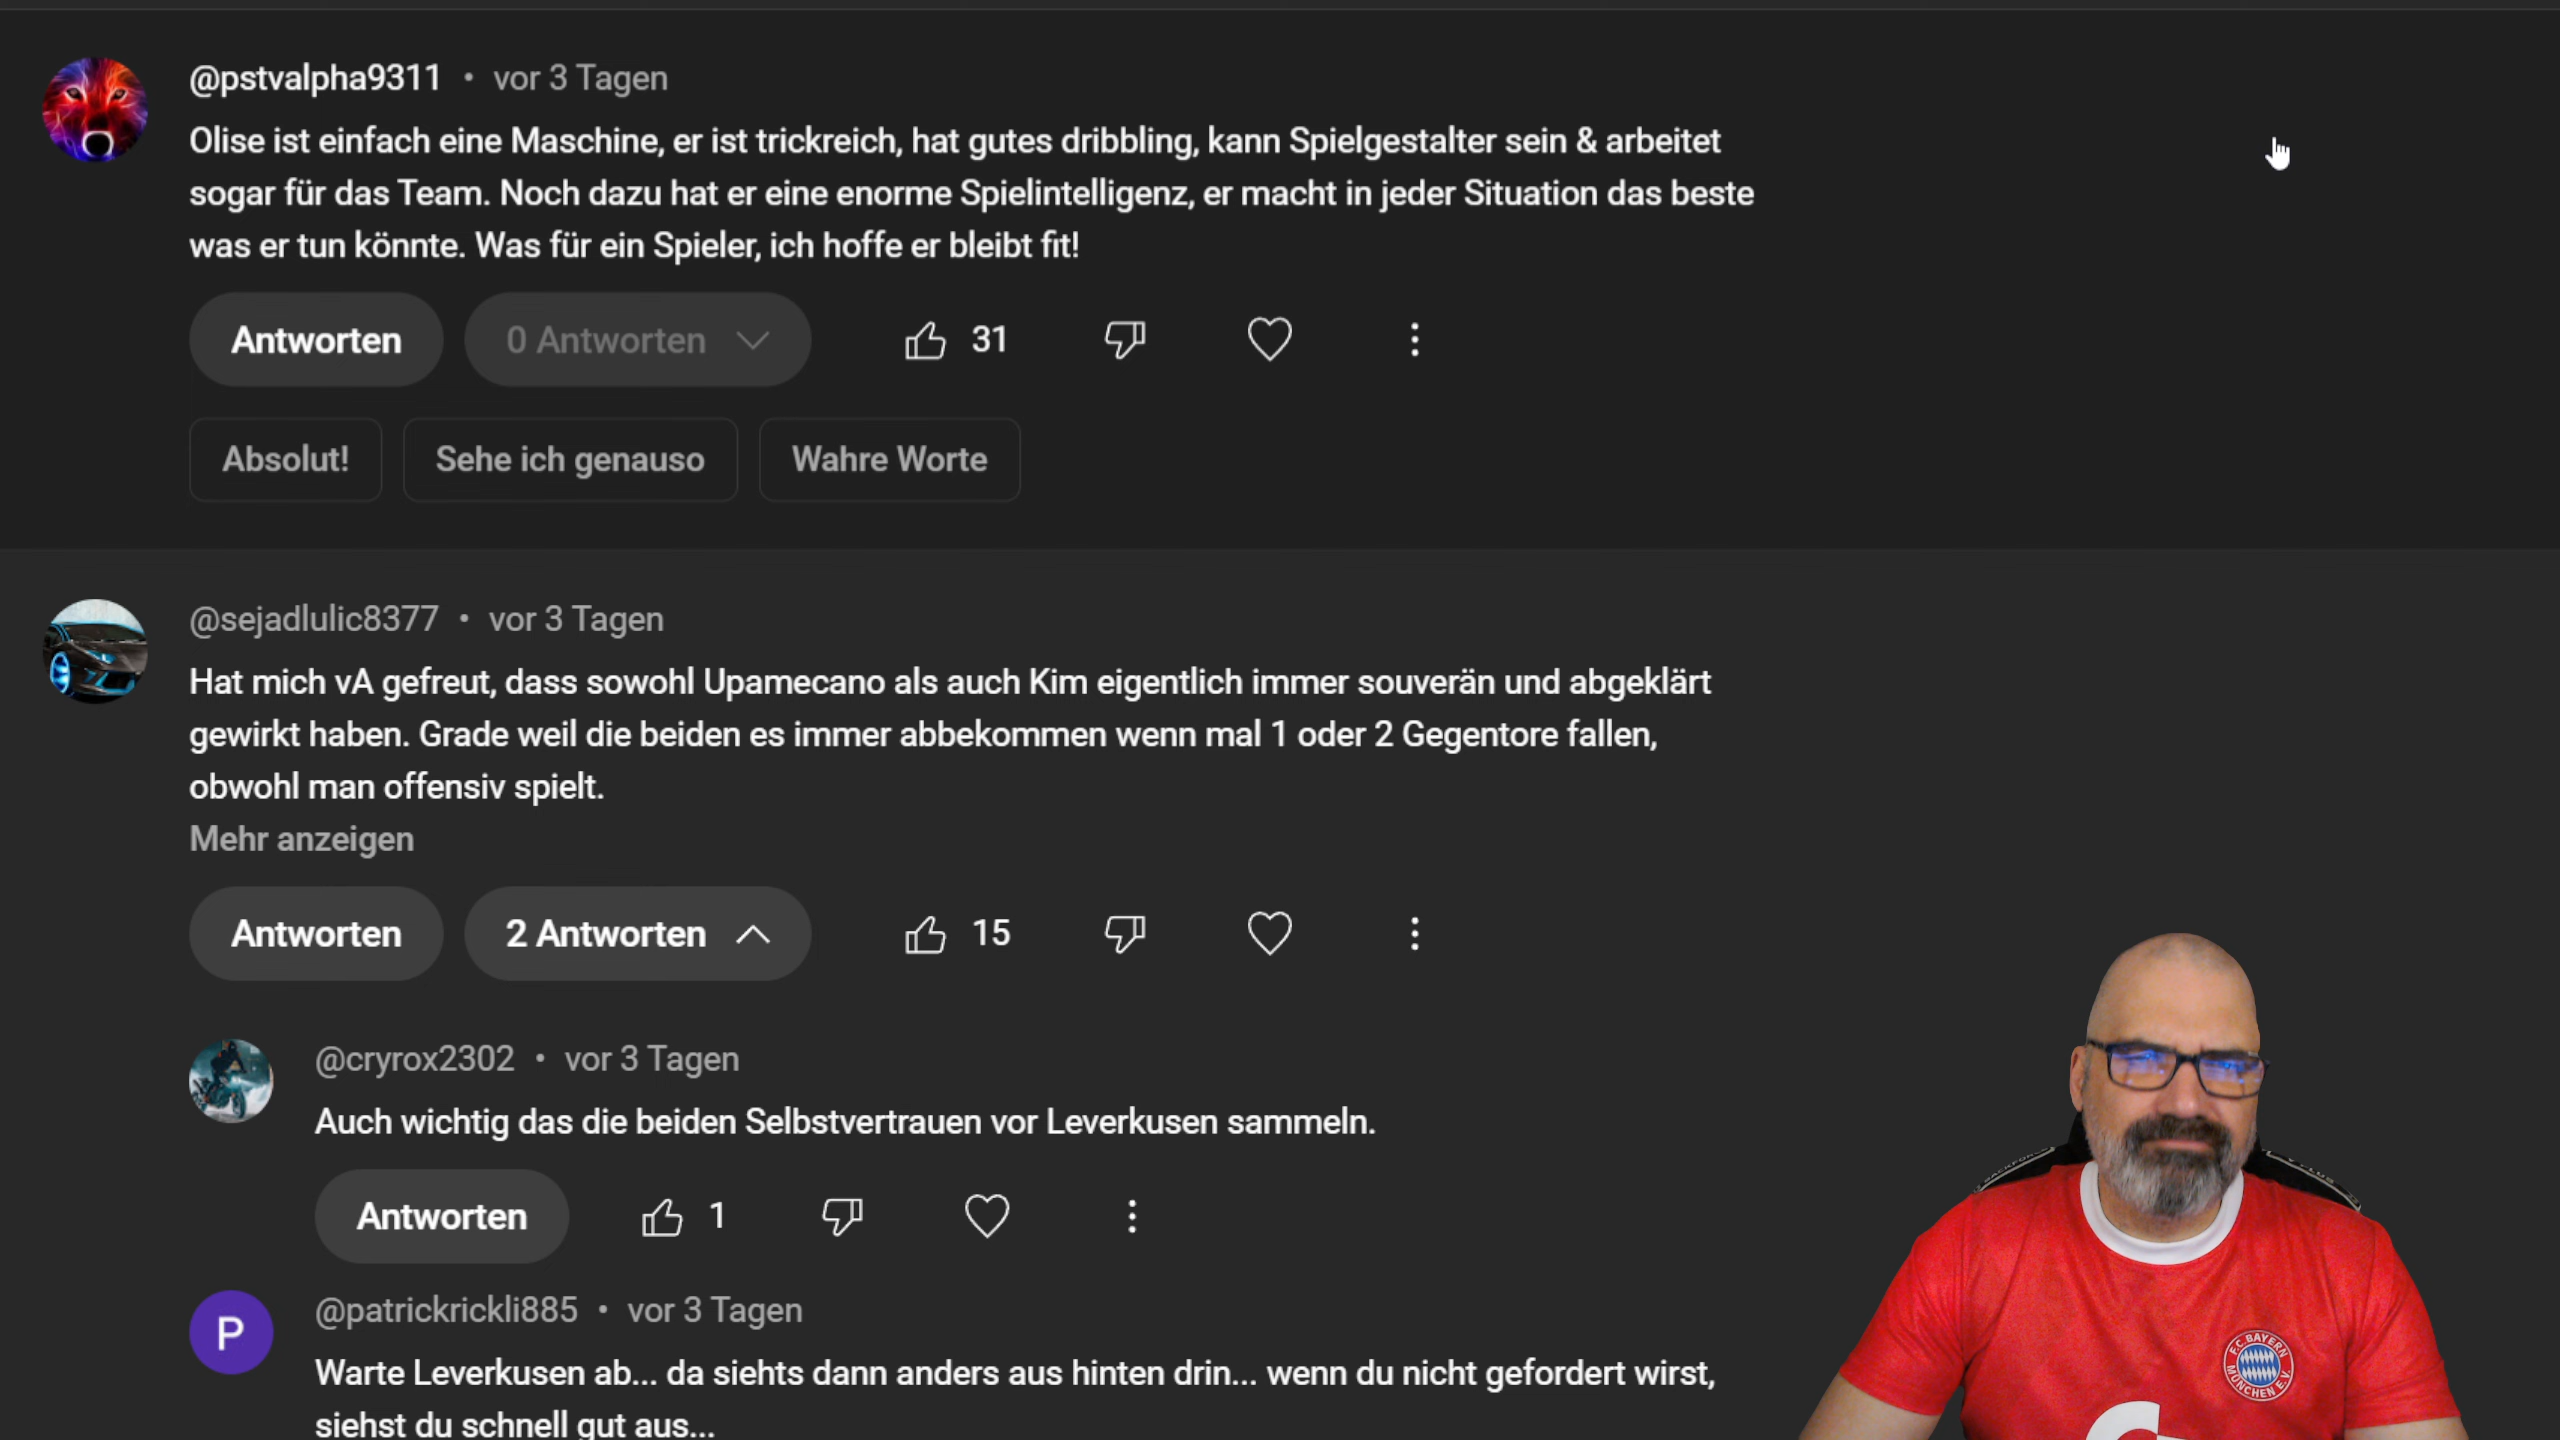 @pstvalpha9311 • vor 3 Tagen
Olise ist einfach eine Maschine, er ist trickreich, hat gutes dribbling, kann Spielgestalter sein & arbeitet
sogar für das Team. Noch dazu hat er eine enorme Spielintelligenz, er macht in jeder Situation das beste
was er tun könnte. Was für ein Spieler, ich hoffe er bleibt fit!
Antworten 0 Antworten 31
Absolut! Sehe ich genauso Wahre Worte
@sejadlulic8377 • vor 3 Tagen
Hat mich vA gefreut, dass sowohl Upamecano als auch Kim eigentlich immer souverän und abgeklärt
gewirkt haben. Grade weil die beiden es immer abbekommen wenn mal 1 oder 2 Gegentore fallen,
obwohl man offensiv spielt.
Mehr anzeigen
Antworten 2 Antworten 15
@cryrox2302 • vor 3 Tagen
Auch wichtig das die beiden Selbstvertrauen vor Leverkusen sammeln.
Antworten 1
P
@patrickrickli885 • vor 3 Tagen
Warte Leverkusen ab... da siehts dann anders aus hinten drin... wenn du nicht gefordert wirst,
siehst du schnell gut aus...
F.C. BAYERN
MÜNCHEN E.V.